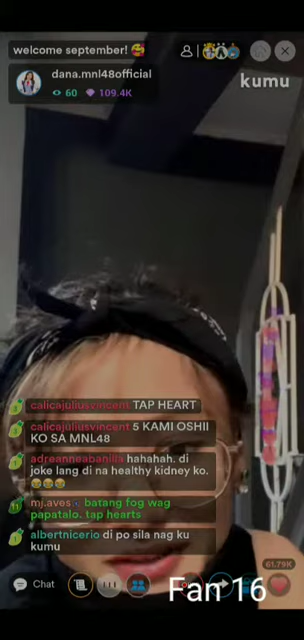 welcome september! 🥰
dana.mnl48official
60 109.4K
kumu
calicajuliusvincent TAP HEART
calicajuliusvincent 5 KAMI OSHII
KO SA MNL48
adreanneabanilla hahahah. di
joke lang di na healthy kidney ko.
😂😂😂
mj.aves batang fog wag
papatalo. tap hearts
albertnicerio di po sila nag ku
kumu
61.79K
Chat
Fan 16